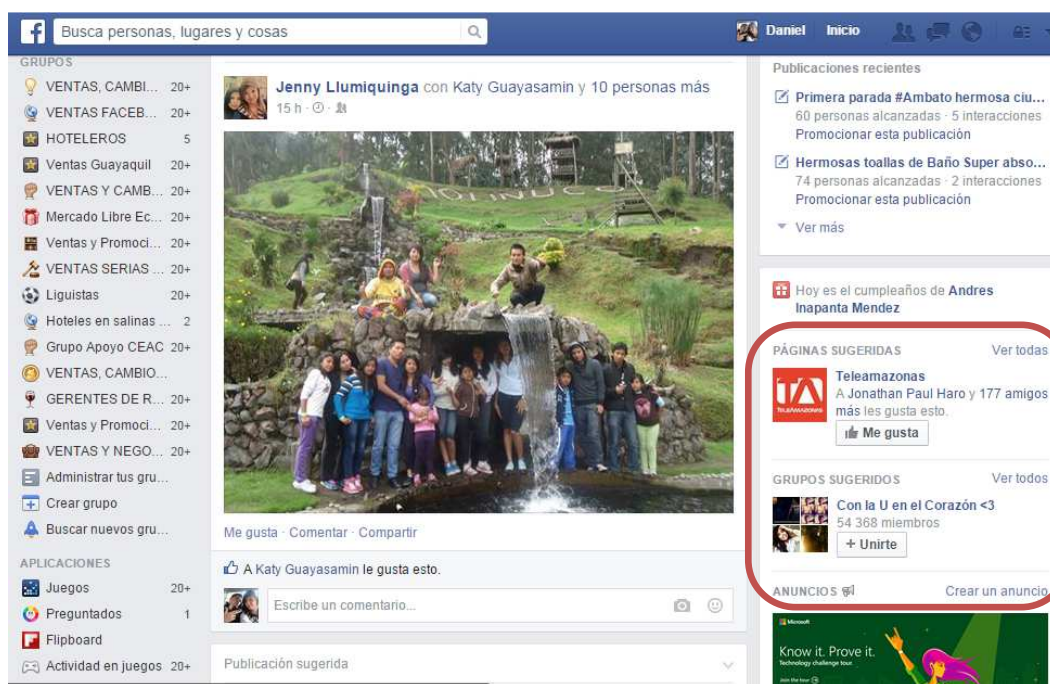 Busca personas, lugares y cosas
Daniel Inicio
GRUPOS
VENTAS, CAMBI... 20+
VENTAS FACEB... 20+
HOTELEROS 5
Ventas Guayaquil 20+
VENTAS Y CAMB... 20+
Mercado Libre Ec... 20+
Ventas y Promoci... 20+
VENTAS SERIAS ... 20+
Liguistas 20+
Hoteles en salinas ... 2
Grupo Apoyo CEAC 20+
VENTAS, CAMBIO...
GERENTES DE R... 20+
Ventas y Promoci... 20+
VENTAS Y NEGO... 20+
Administrar tus gru...
Crear grupo
Buscar nuevos gru...
APLICACIONES
Juegos 20+
Preguntados 1
Flipboard
Actividad en juegos 20+
Jenny Llumiquinga con Katy Guayasamin y 10 personas más
15 h ·
Me gusta · Comentar · Compartir
A Katy Guayasamin le gusta esto.
Escribe un comentario...
Publicación sugerida
Publicaciones recientes
Primera parada #Ambato hermosa ciu...
60 personas alcanzadas · 5 interacciones
Promocionar esta publicación
Hermosas toallas de Baño Super abso...
74 personas alcanzadas · 2 interacciones
Promocionar esta publicación
Ver más
Hoy es el cumpleaños de Andres
Inapanta Mendez
PÁGINAS SUGERIDAS Ver todas
Teleamazonas
A Jonathan Paul Haro y 177 amigos
más les gusta esto.
TELEAMAZONAS
Me gusta
GRUPOS SUGERIDOS Ver todos
Con la U en el Corazón <3
54 368 miembros
+ Unirte
ANUNCIOS Crear un anuncio
Microsoft
Know it. Prove it.
Technology challenge tour
Join the tour